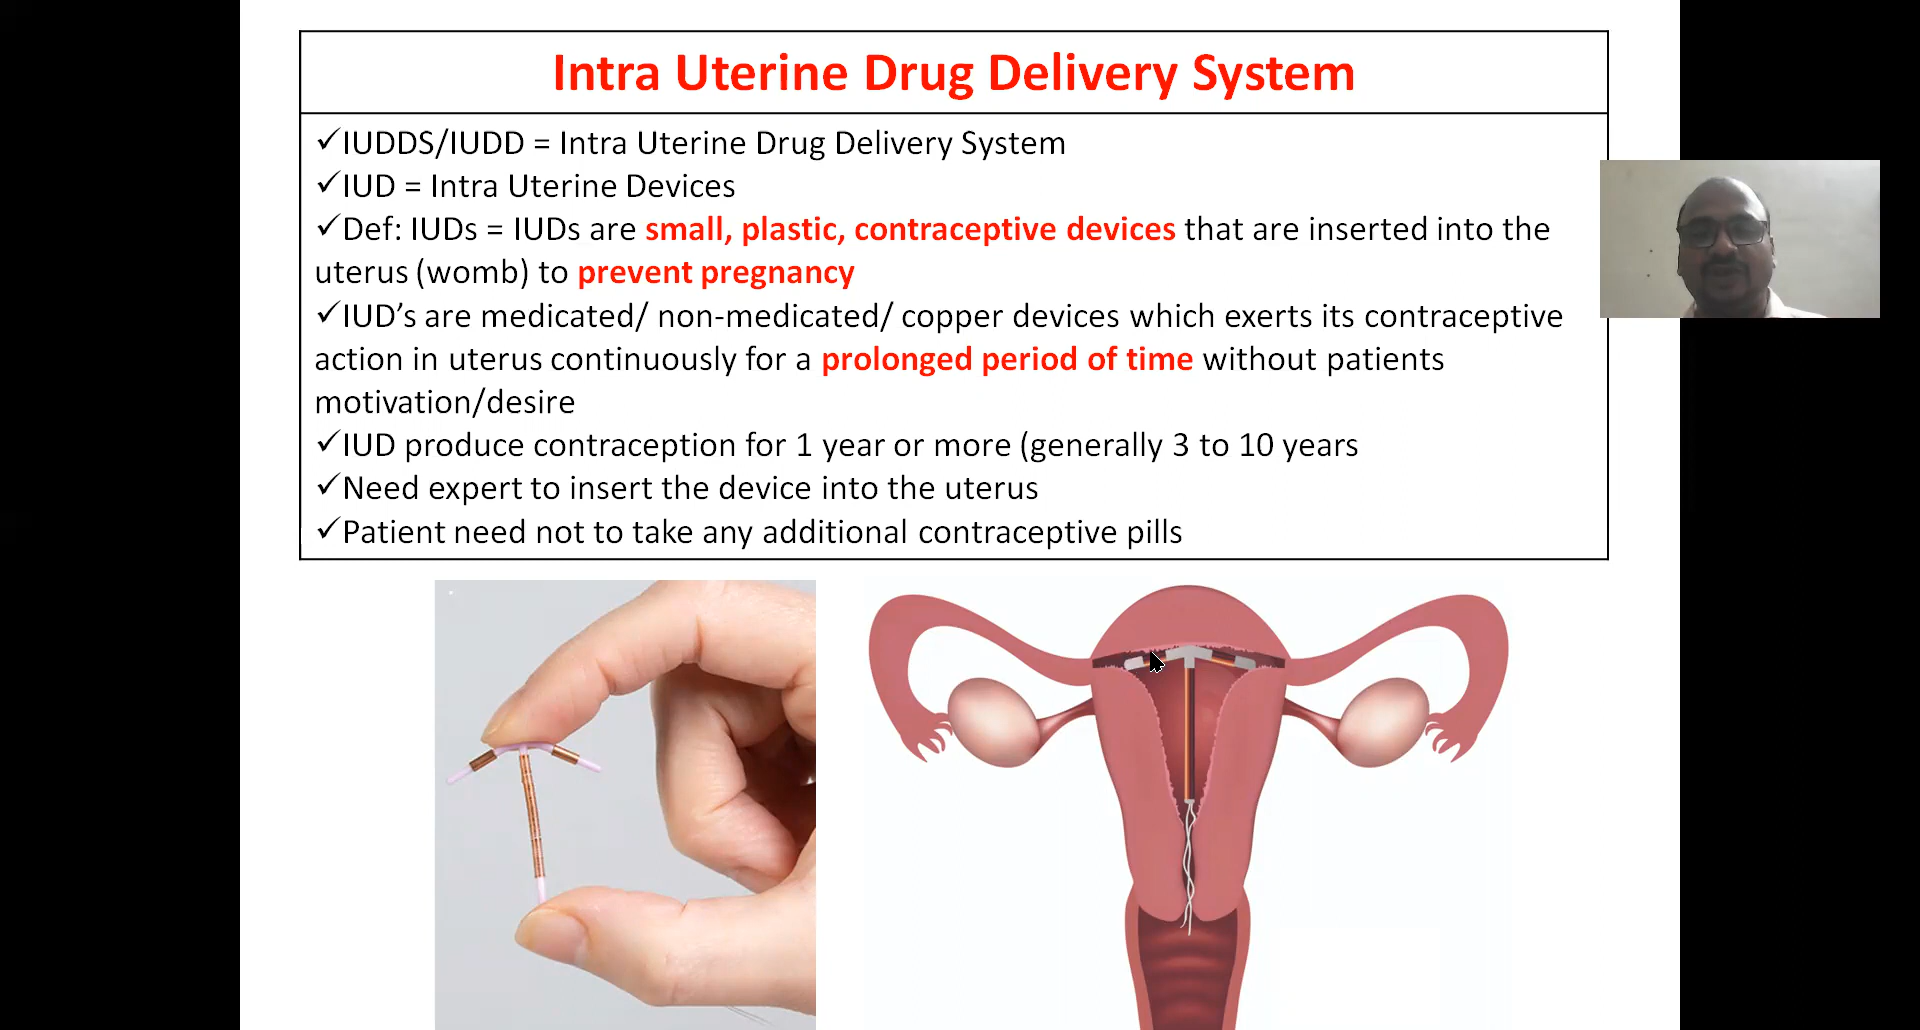 Intra Uterine Drug Delivery System
✓IUDDS/IUDD = Intra Uterine Drug Delivery System
✓IUD = Intra Uterine Devices
✓Def: IUDs = IUDs are small, plastic, contraceptive devices that are inserted into the
uterus (womb) to prevent pregnancy
✓IUD’s are medicated/ non-medicated/ copper devices which exerts its contraceptive
action in uterus continuously for a prolonged period of time without patients
motivation/desire
✓IUD produce contraception for 1 year or more (generally 3 to 10 years
✓Need expert to insert the device into the uterus
✓Patient need not to take any additional contraceptive pills